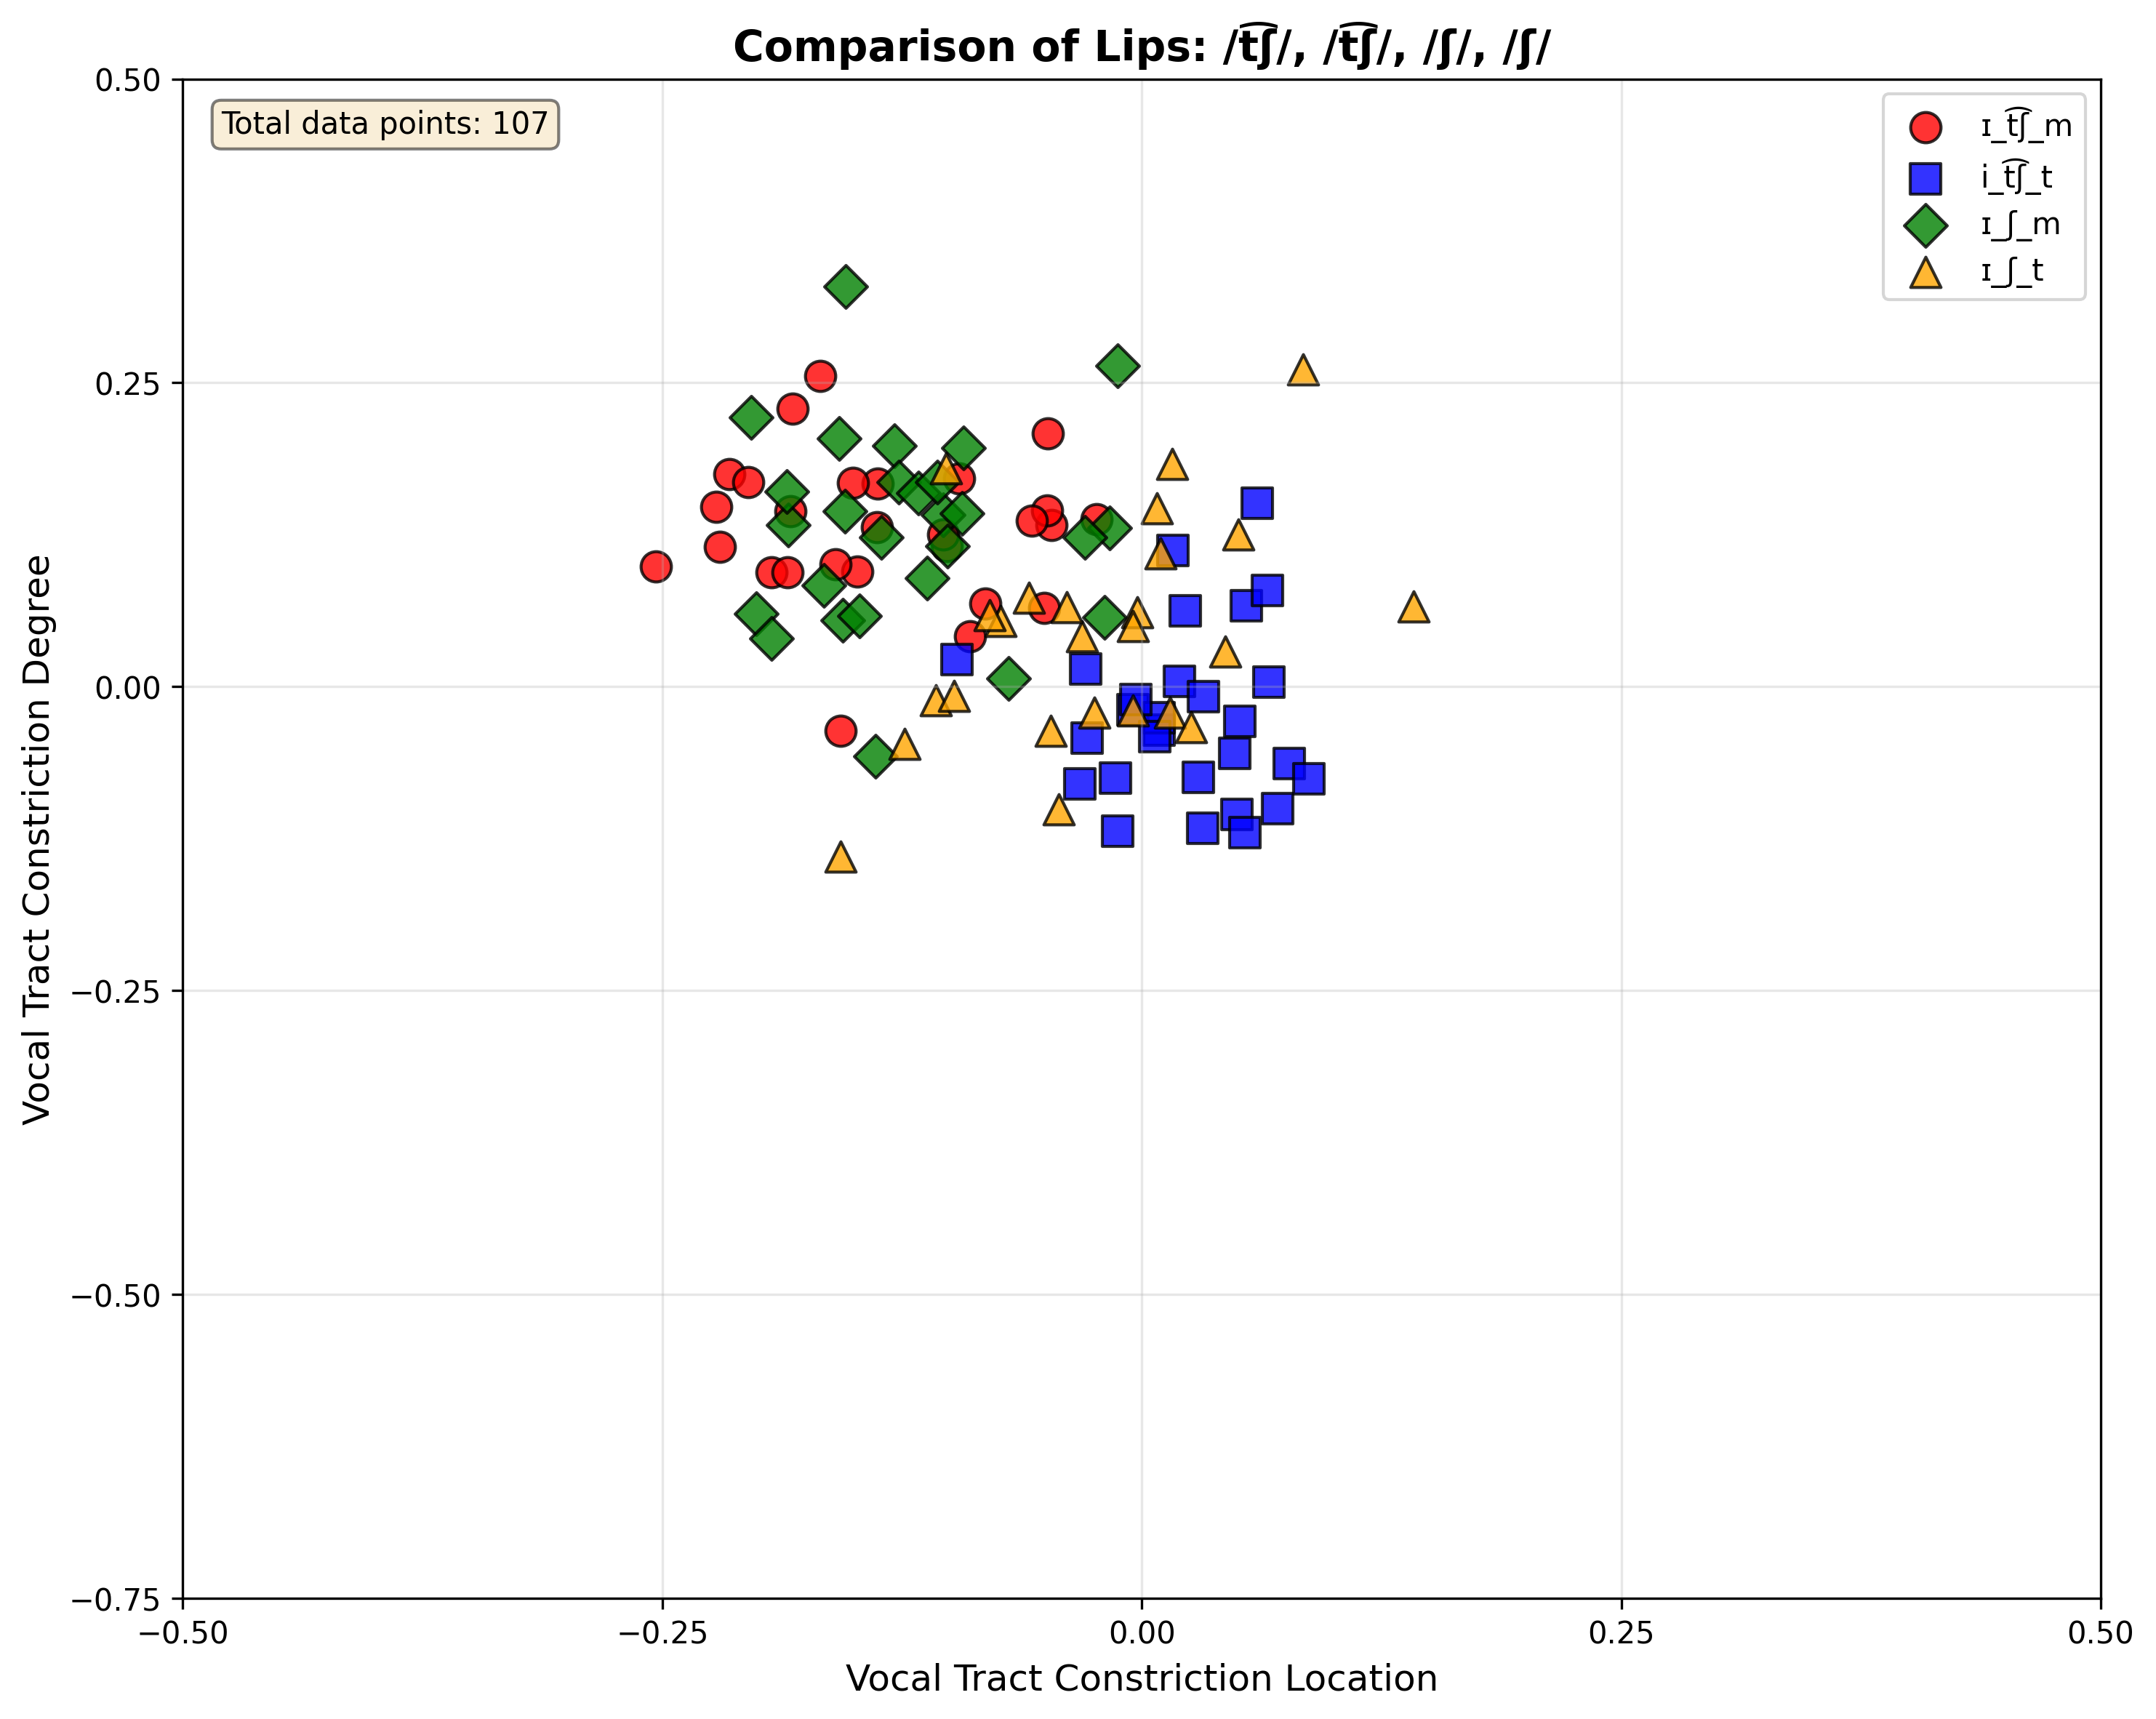 Comparison of Lips: /t͡ʃ/, /t͡ʃ/, /ʃ/, /ʃ/
Total data points: 107
ɪ_t͡ʃ_m
i_t͡ʃ_t
ɪ_ʃ_m
ɪ_ʃ_t
Vocal Tract Constriction Degree
0.50
0.25
0.00
−0.25
−0.50
−0.75
−0.50
−0.25
0.00
0.25
0.50
Vocal Tract Constriction Location